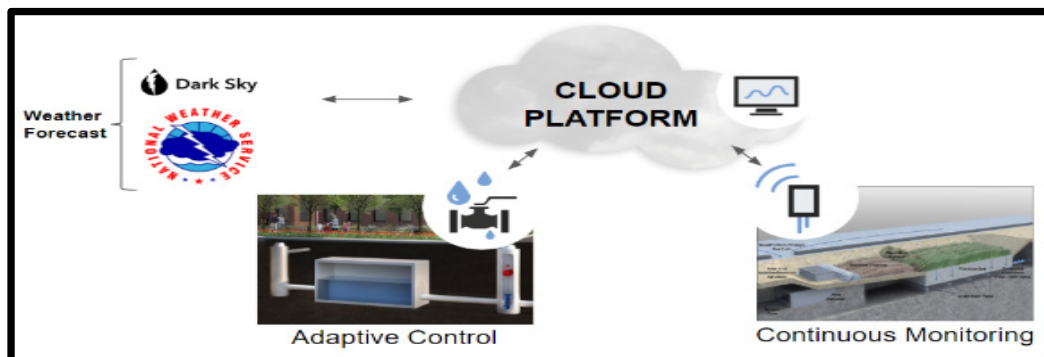 Weather
Forecast
Dark Sky
NATIONAL WEATHER SERVICE
CLOUD
PLATFORM
Adaptive Control
Continuous Monitoring